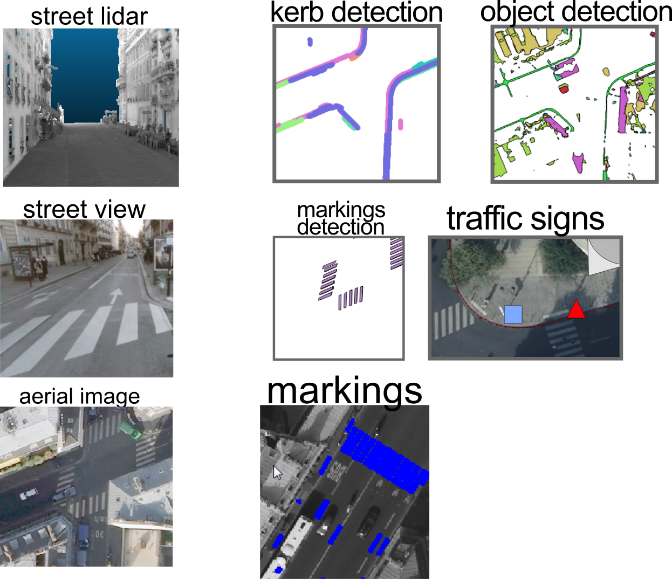 street lidar
kerb detection
object detection
street view
markings
detection
traffic signs
aerial image
markings